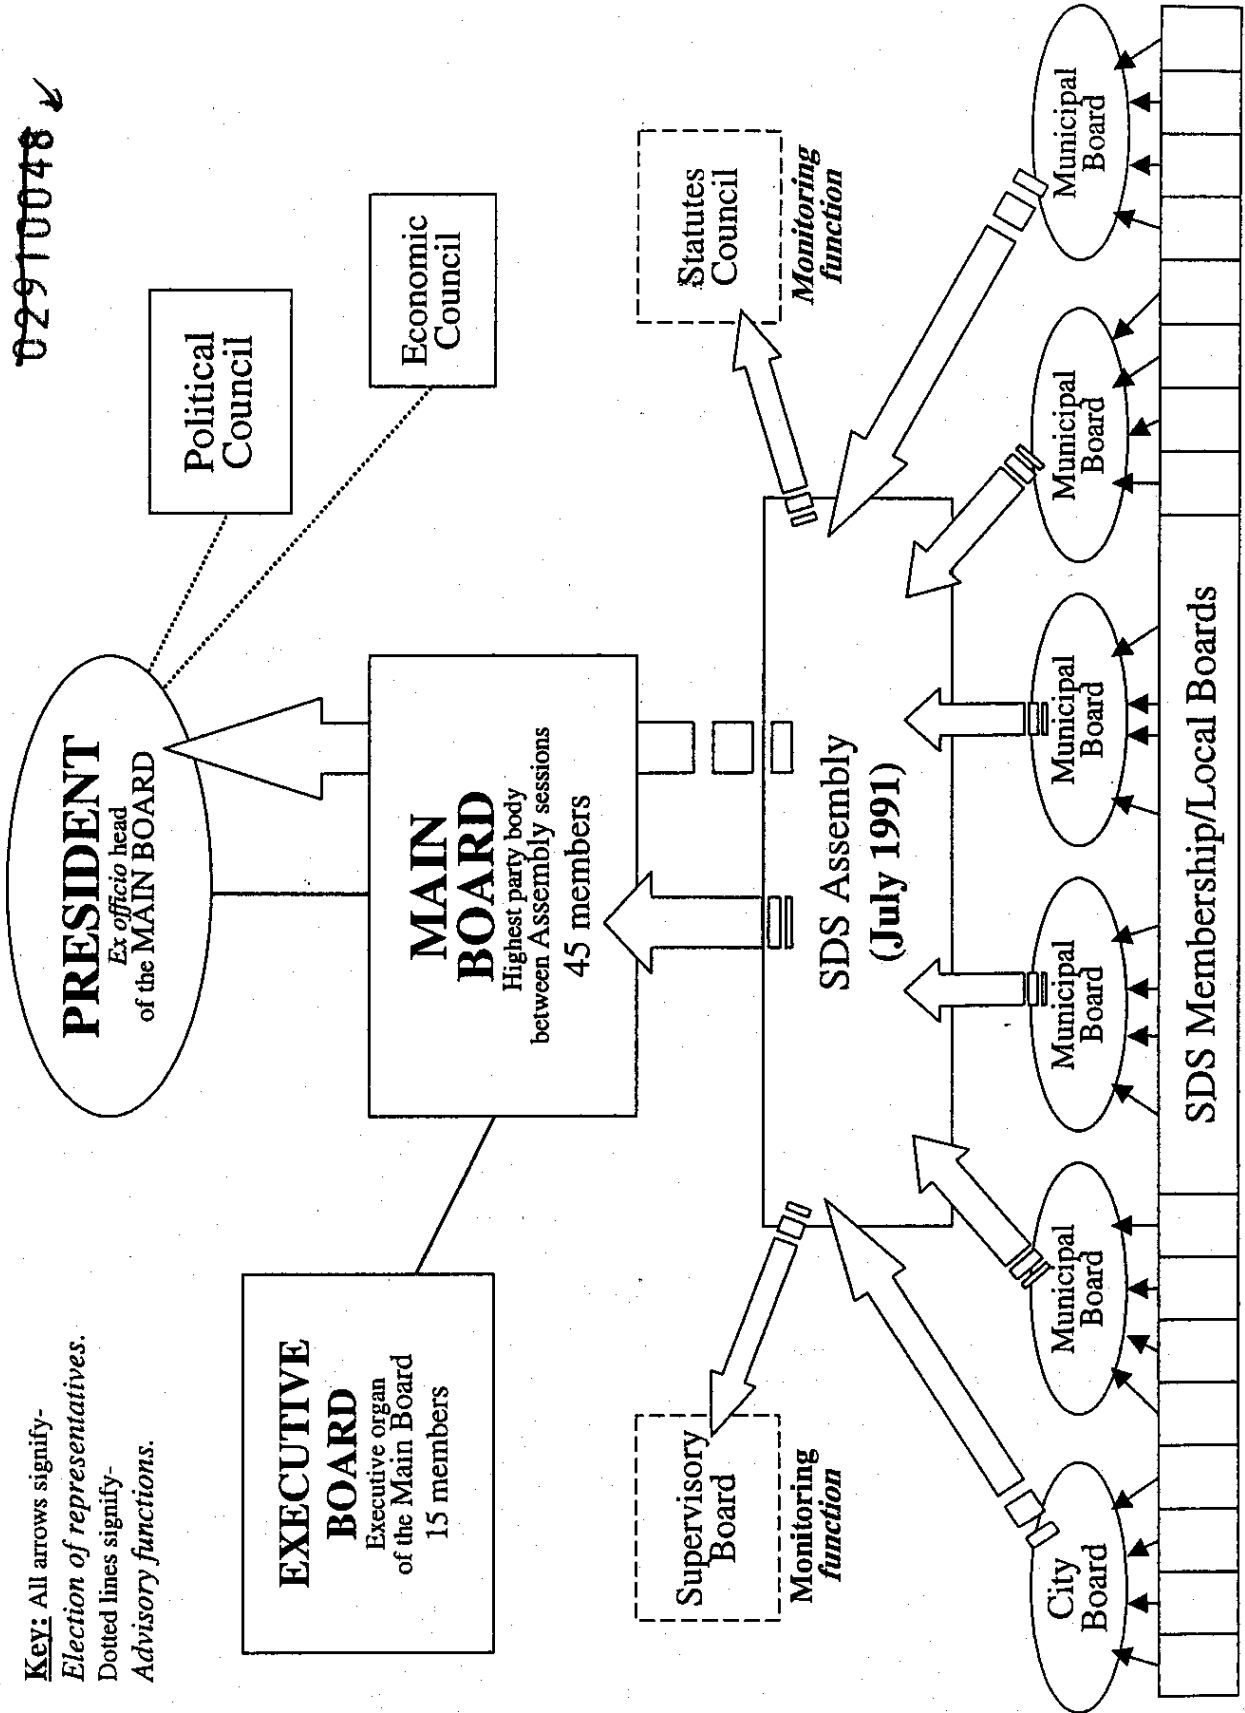 02910048
Key: All arrows signify-
Election of representatives.
Dotted lines signify-
Advisory functions.
PRESIDENT
Ex officio head
of the MAIN BOARD
Political
Council
Economic
Council
EXECUTIVE
BOARD
Executive organ
of the Main Board
15 members
MAIN
BOARD
Highest party body
between Assembly sessions
45 members
Supervisory
Board
Monitoring
function
Statutes
Council
Monitoring
function
SDS Assembly
(July 1991)
City
Board
Municipal
Board
Municipal
Board
Municipal
Board
Municipal
Board
Municipal
Board
SDS Membership/Local Boards